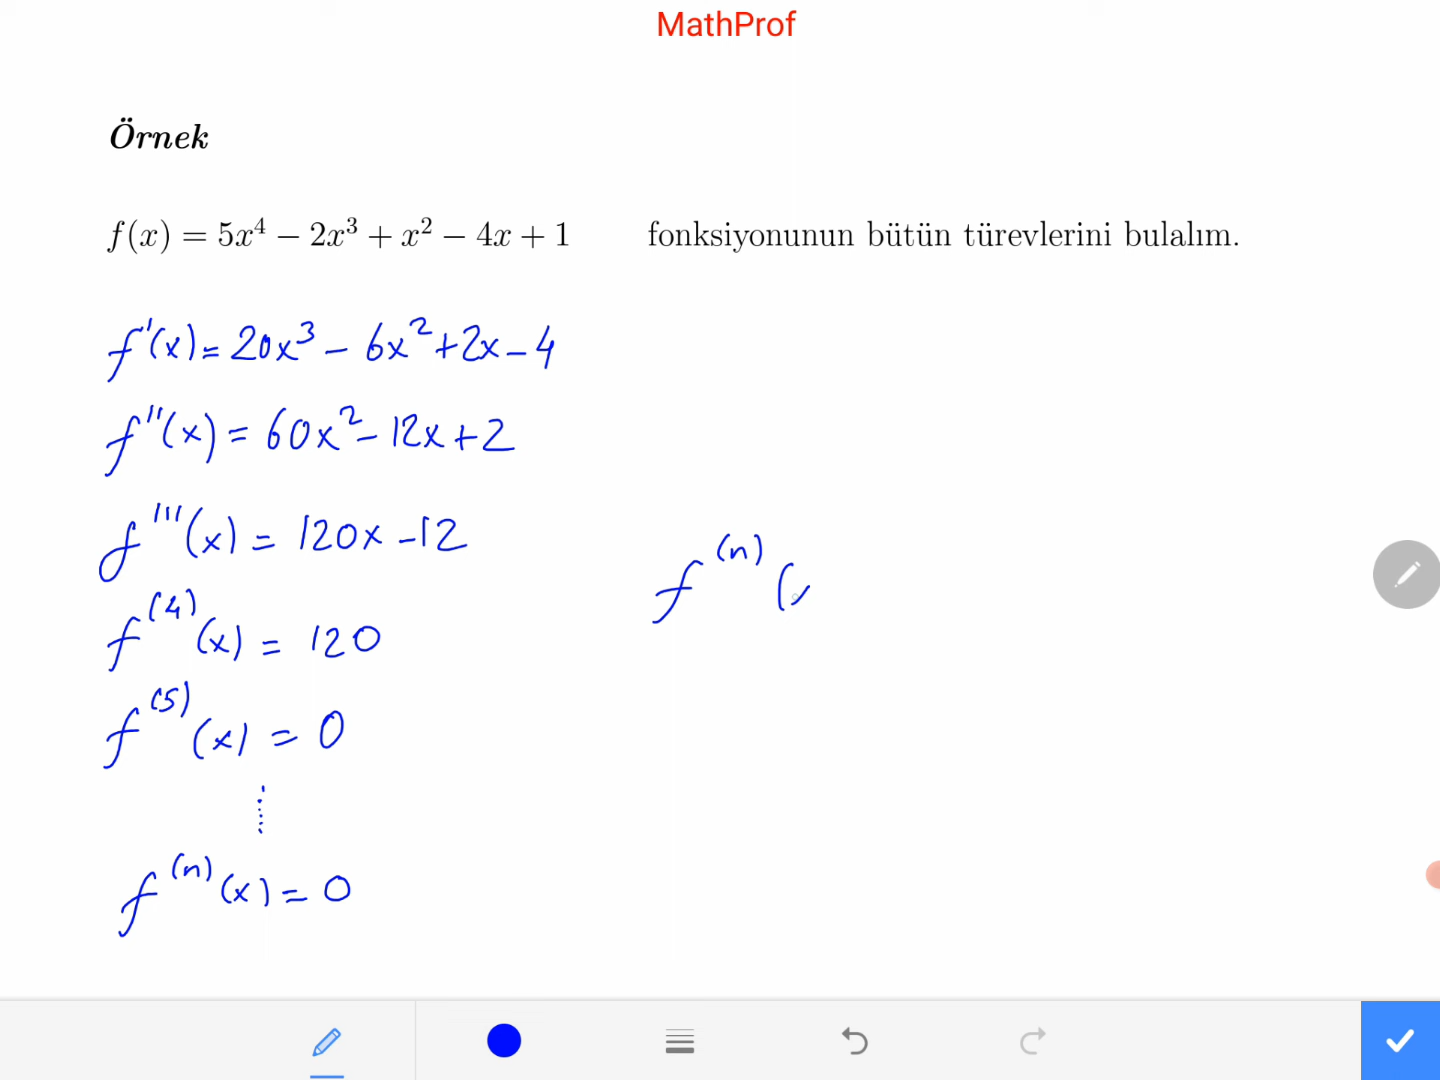 MathProf
Örnek
f(x) = 5x⁴ − 2x³ + x² − 4x + 1 fonksiyonunun bütün türevlerini bulalım.
f'(x) = 20x³ − 6x² + 2x − 4
f''(x) = 60x² − 12x + 2
f'''(x) = 120x − 12
f⁽⁴⁾(x) = 120
f⁽⁵⁾(x) = 0
⋮
f⁽ⁿ⁾(x) = 0
f⁽ⁿ⁾(